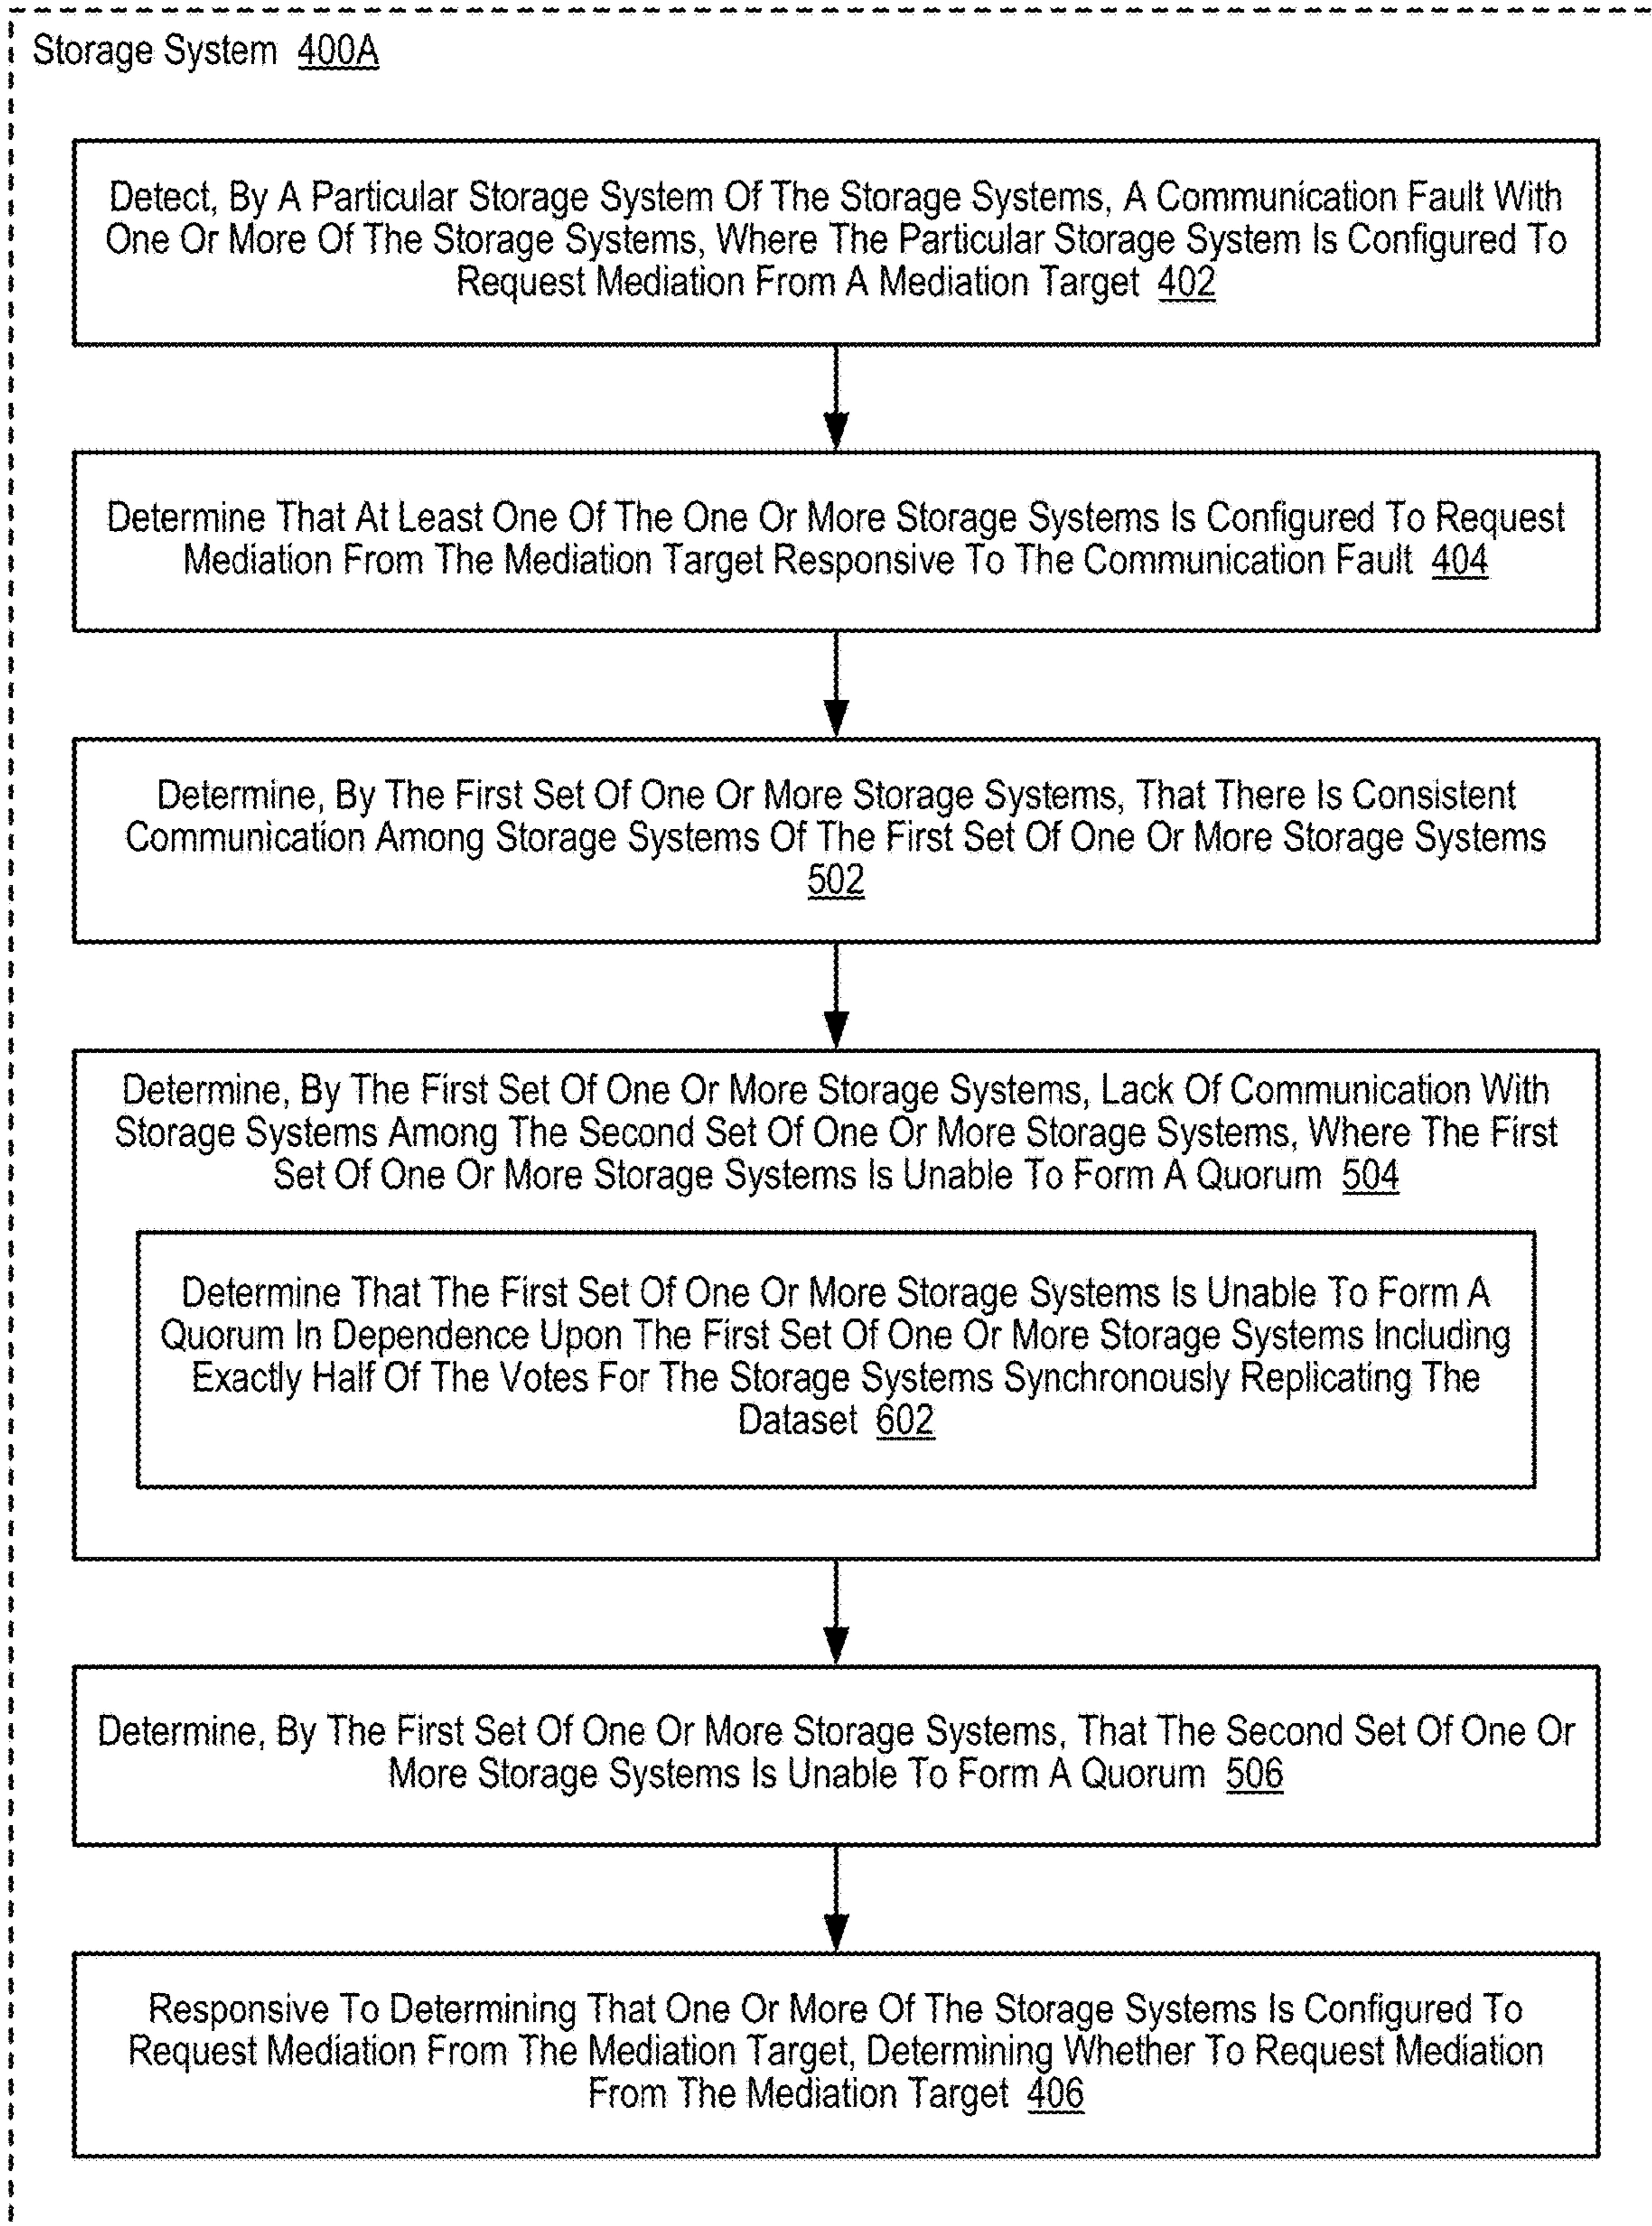 Storage System 400A
Detect, By A Particular Storage System Of The Storage Systems, A Communication Fault With
One Or More Of The Storage Systems, Where The Particular Storage System Is Configured To
Request Mediation From A Mediation Target 402
Determine That At Least One Of The One Or More Storage Systems Is Configured To Request
Mediation From The Mediation Target Responsive To The Communication Fault 404
Determine, By The First Set Of One Or More Storage Systems, That There Is Consistent
Communication Among Storage Systems Of The First Set Of One Or More Storage Systems
502
Determine, By The First Set Of One Or More Storage Systems, Lack Of Communication With
Storage Systems Among The Second Set Of One Or More Storage Systems, Where The First
Set Of One Or More Storage Systems Is Unable To Form A Quorum 504
Determine That The First Set Of One Or More Storage Systems Is Unable To Form A
Quorum In Dependence Upon The First Set Of One Or More Storage Systems Including
Exactly Half Of The Votes For The Storage Systems Synchronously Replicating The
Dataset 602
Determine, By The First Set Of One Or More Storage Systems, That The Second Set Of One Or
More Storage Systems Is Unable To Form A Quorum 506
Responsive To Determining That One Or More Of The Storage Systems Is Configured To
Request Mediation From The Mediation Target, Determining Whether To Request Mediation
From The Mediation Target 406